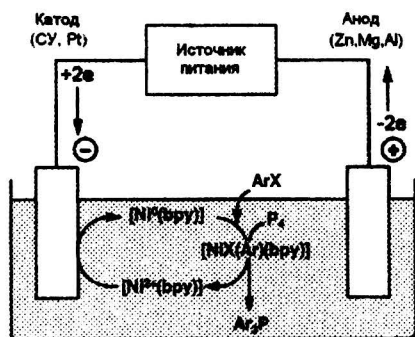 Катод
(СУ, Pt)
Источник
питания
Анод
(Zn,Mg,Al)
+2e
-2e
−
+
ArX
[Ni⁰(bpy)]
P₄
[NiX(Ar)(bpy)]
[Ni²⁺(bpy)]
Ar₃P